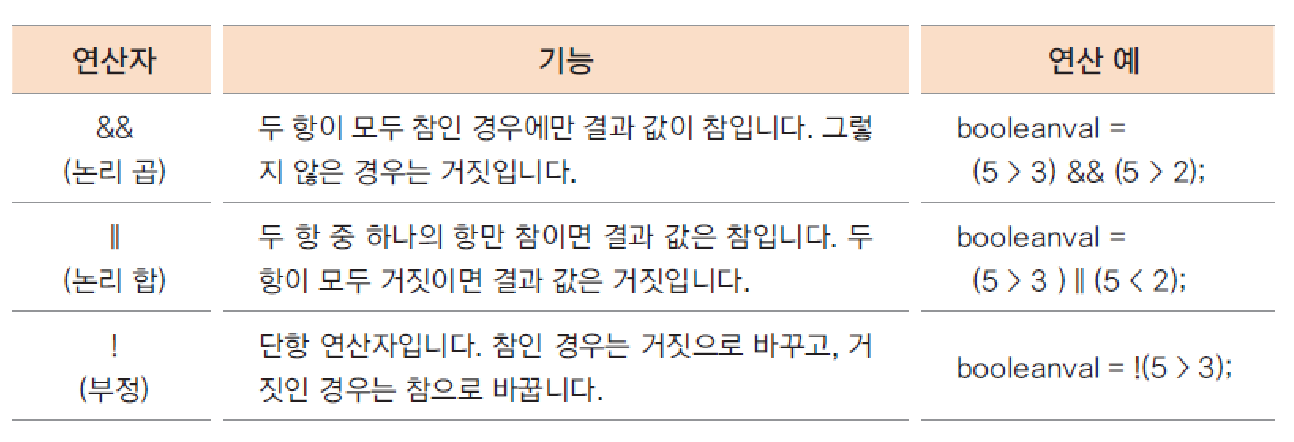 연산자 기능 연산 예
&& 두 항이 모두 참인 경우에만 결과 값이 참입니다. 그렇 booleanval =
(논리 곱) 지 않은 경우는 거짓입니다. (5 > 3) && (5 > 2);
|| 두 항 중 하나의 항만 참이면 결과 값은 참입니다. 두 booleanval =
(논리 합) 항이 모두 거짓이면 결과 값은 거짓입니다. (5 > 3 ) || (5 < 2);
! 단항 연산자입니다. 참인 경우는 거짓으로 바꾸고, 거
(부정) 짓인 경우는 참으로 바꿉니다. booleanval = !(5 > 3);